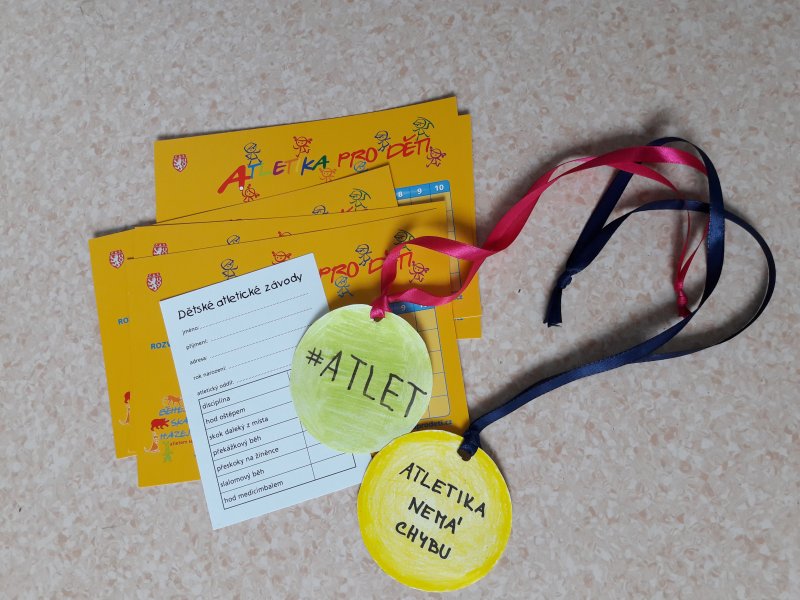 ATLETIKA PRO DĚTI
8 9 10
PRO DĚTI
Dětské atletické závody
jméno:
příjmení:
adresa:
rok narození:
atletický oddíl:
disciplína
hod oštěpem
skok daleký z místa
překážkový běh
přeskoky na žíněnce
slalomový běh
hod medicimbalem
#ATLET
ATLETIKA
NEMÁ
CHYBU